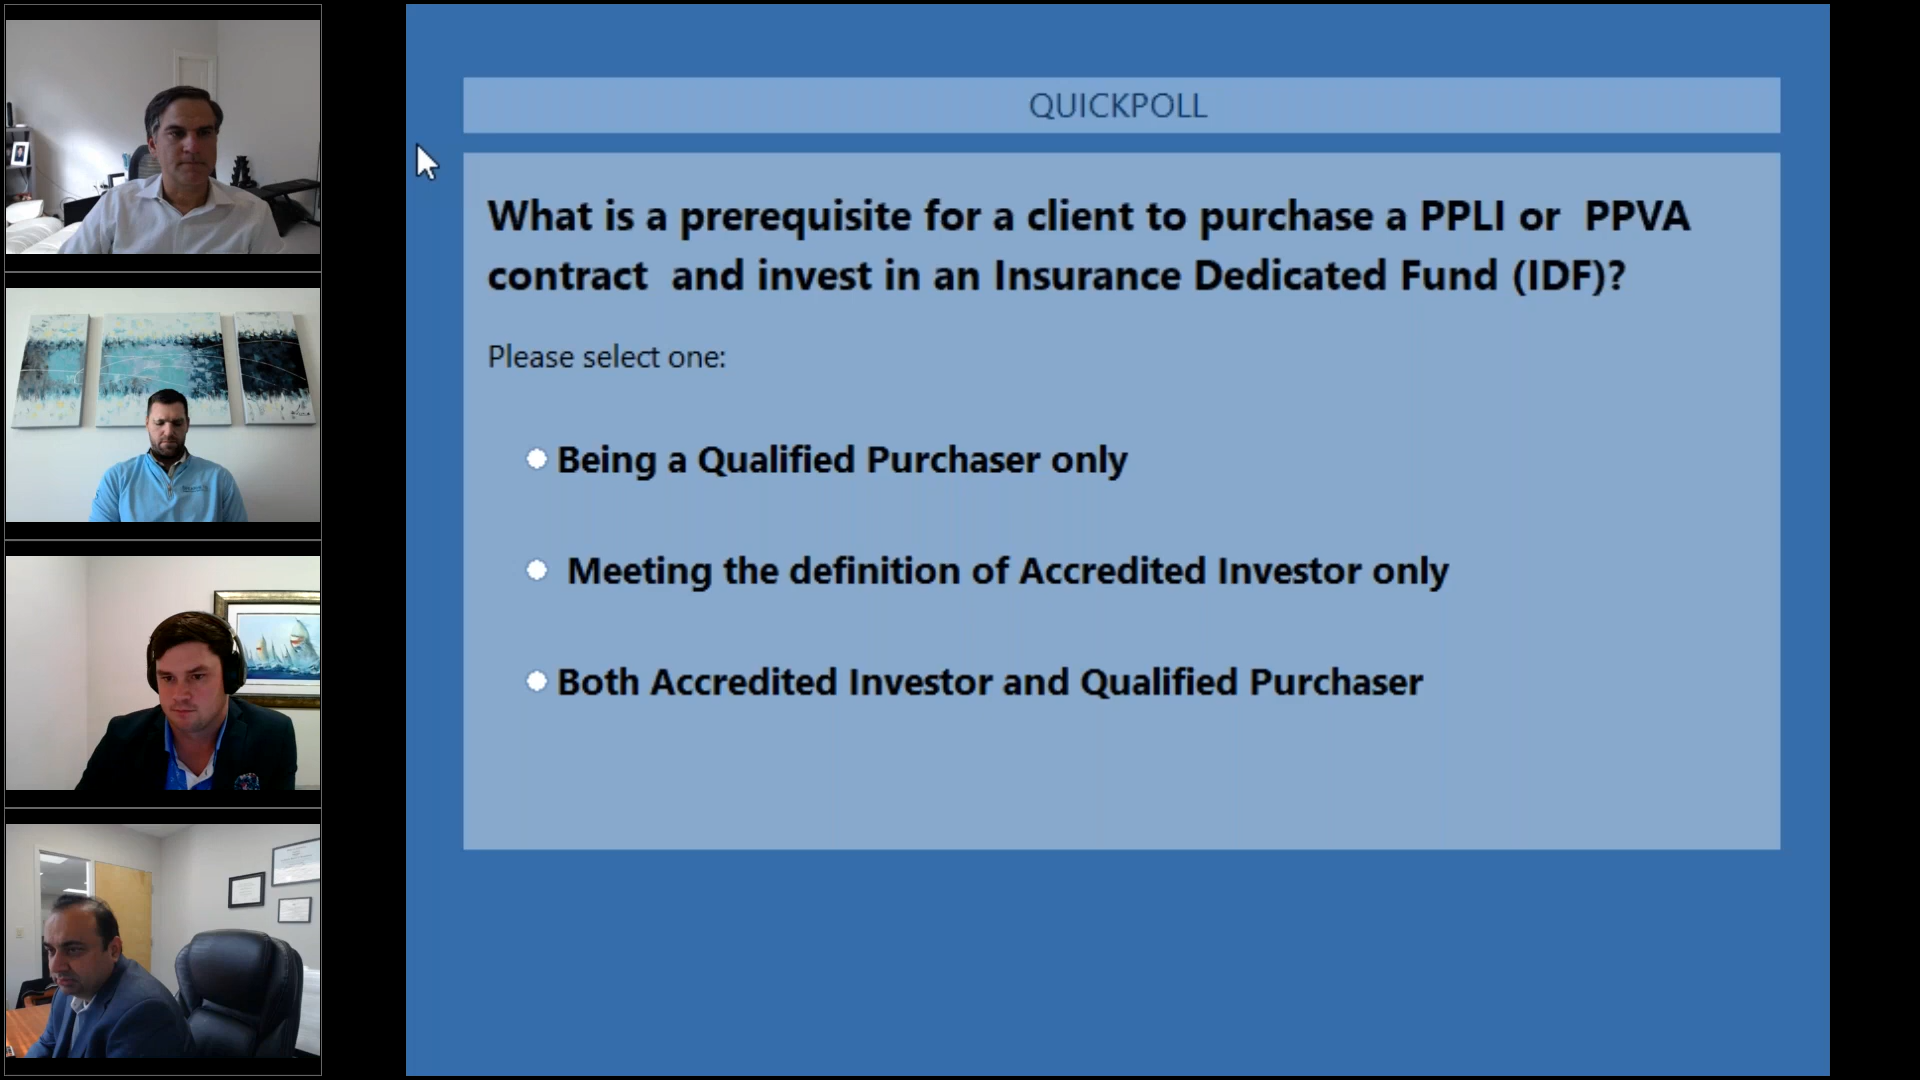 QUICKPOLL
What is a prerequisite for a client to purchase a PPLI or PPVA
contract and invest in an Insurance Dedicated Fund (IDF)?
Please select one:
Being a Qualified Purchaser only
Meeting the definition of Accredited Investor only
Both Accredited Investor and Qualified Purchaser